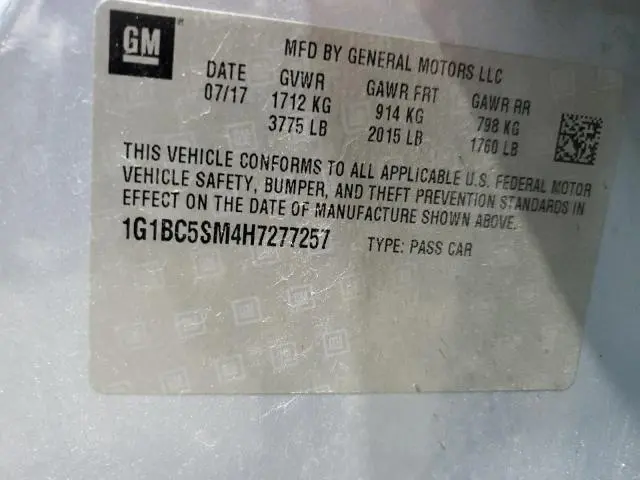 GM
MFD BY GENERAL MOTORS LLC
DATE GVWR GAWR FRT GAWR RR
07/17 1712 KG 914 KG 798 KG
3775 LB 2015 LB 1760 LB
THIS VEHICLE CONFORMS TO ALL APPLICABLE U.S. FEDERAL MOTOR
VEHICLE SAFETY, BUMPER, AND THEFT PREVENTION STANDARDS IN
EFFECT ON THE DATE OF MANUFACTURE SHOWN ABOVE.
1G1BC5SM4H7277257 TYPE: PASS CAR